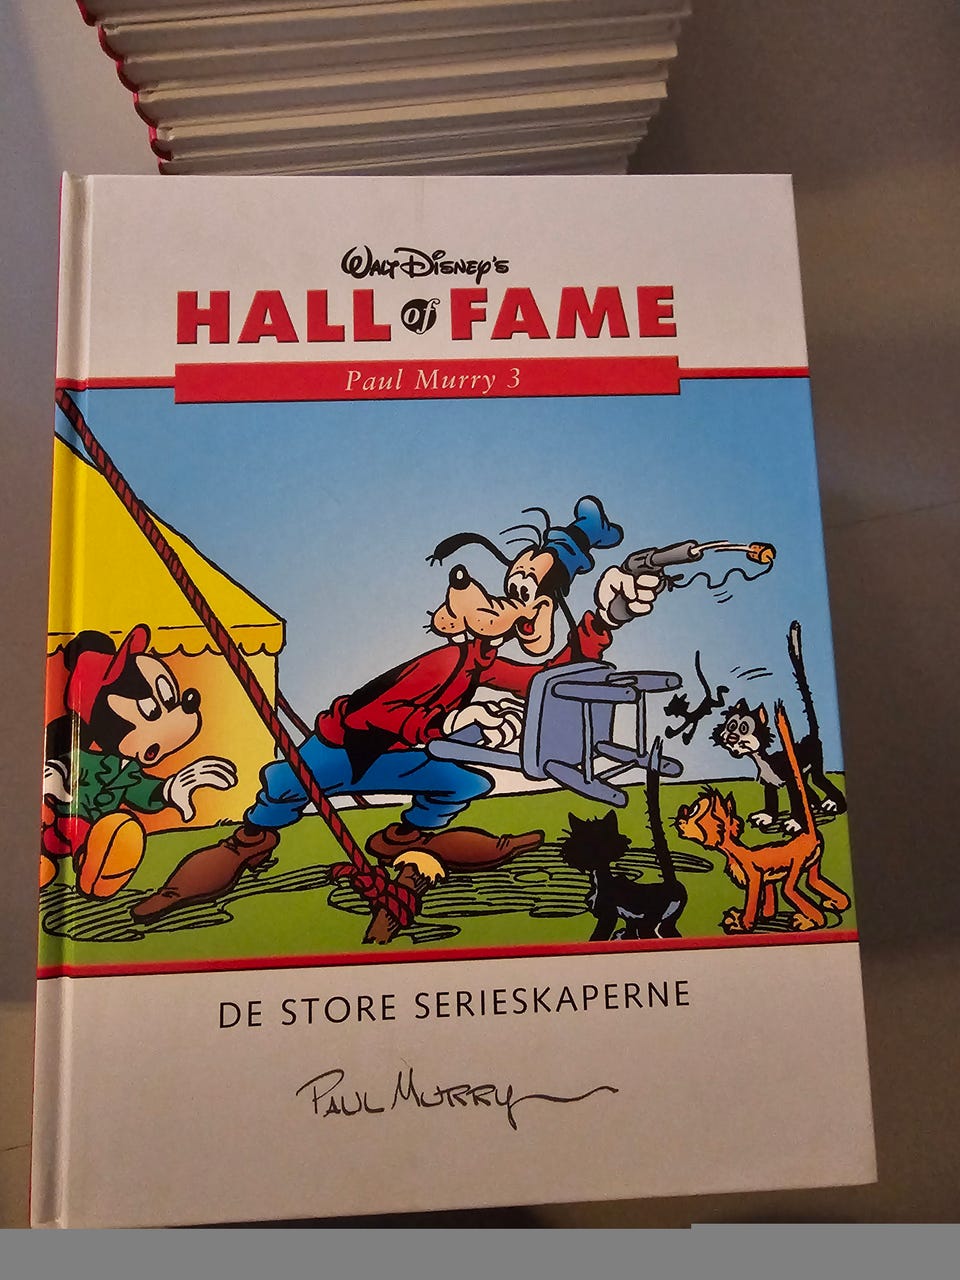 Walt Disney's
HALL of FAME
Paul Murry 3
DE STORE SERIESKAPERNE
PAUL MURRY